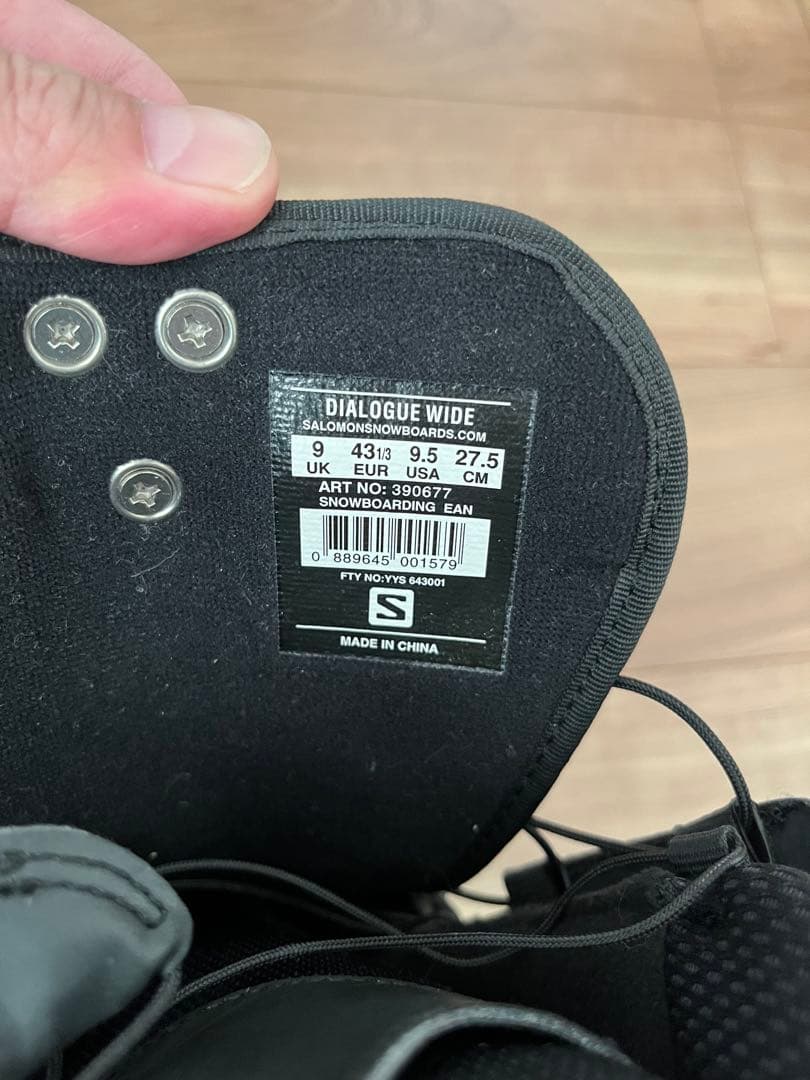 DIALOGUE WIDE
SALOMONSNOWBOARDS.COM
9 43 1/3 9.5 27.5
UK EUR USA CM
ART NO: 390677
SNOWBOARDING EAN
0 889645 001579
FTY NO:YYS 643001
S
MADE IN CHINA